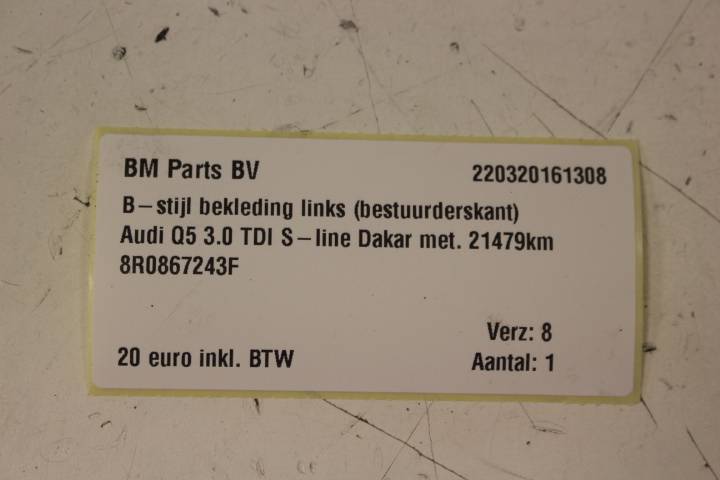 BM Parts BV 220320161308
B-stijl bekleding links (bestuurderskant)
Audi Q5 3.0 TDI S-line Dakar met. 21479km
8R0867243F
Verz: 8
20 euro inkl. BTW Aantal: 1